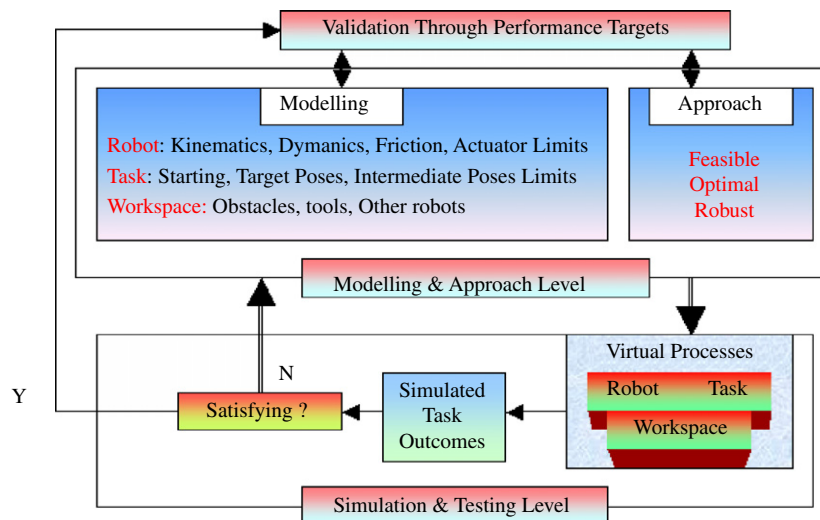 Validation Through Performance Targets
Modelling
Approach
Robot: Kinematics, Dymanics, Friction, Actuator Limits
Task: Starting, Target Poses, Intermediate Poses Limits
Workspace: Obstacles, tools, Other robots
Feasible
Optimal
Robust
Modelling & Approach Level
Virtual Processes
Robot Task
Workspace
Simulated
Task
Outcomes
Satisfying ?
N
Y
Simulation & Testing Level